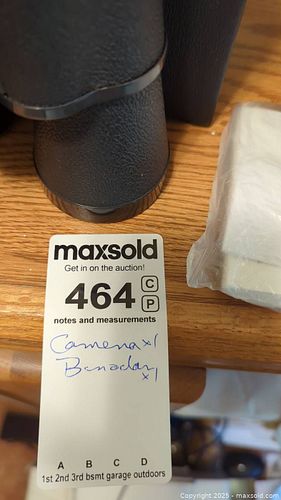 maxsold
Get in on the auction!
464 C
P
notes and measurements
Camera x1
x1
A B C D
1st 2nd 3rd bsmt garage outdoors
Copyright 2025 - maxsold.com